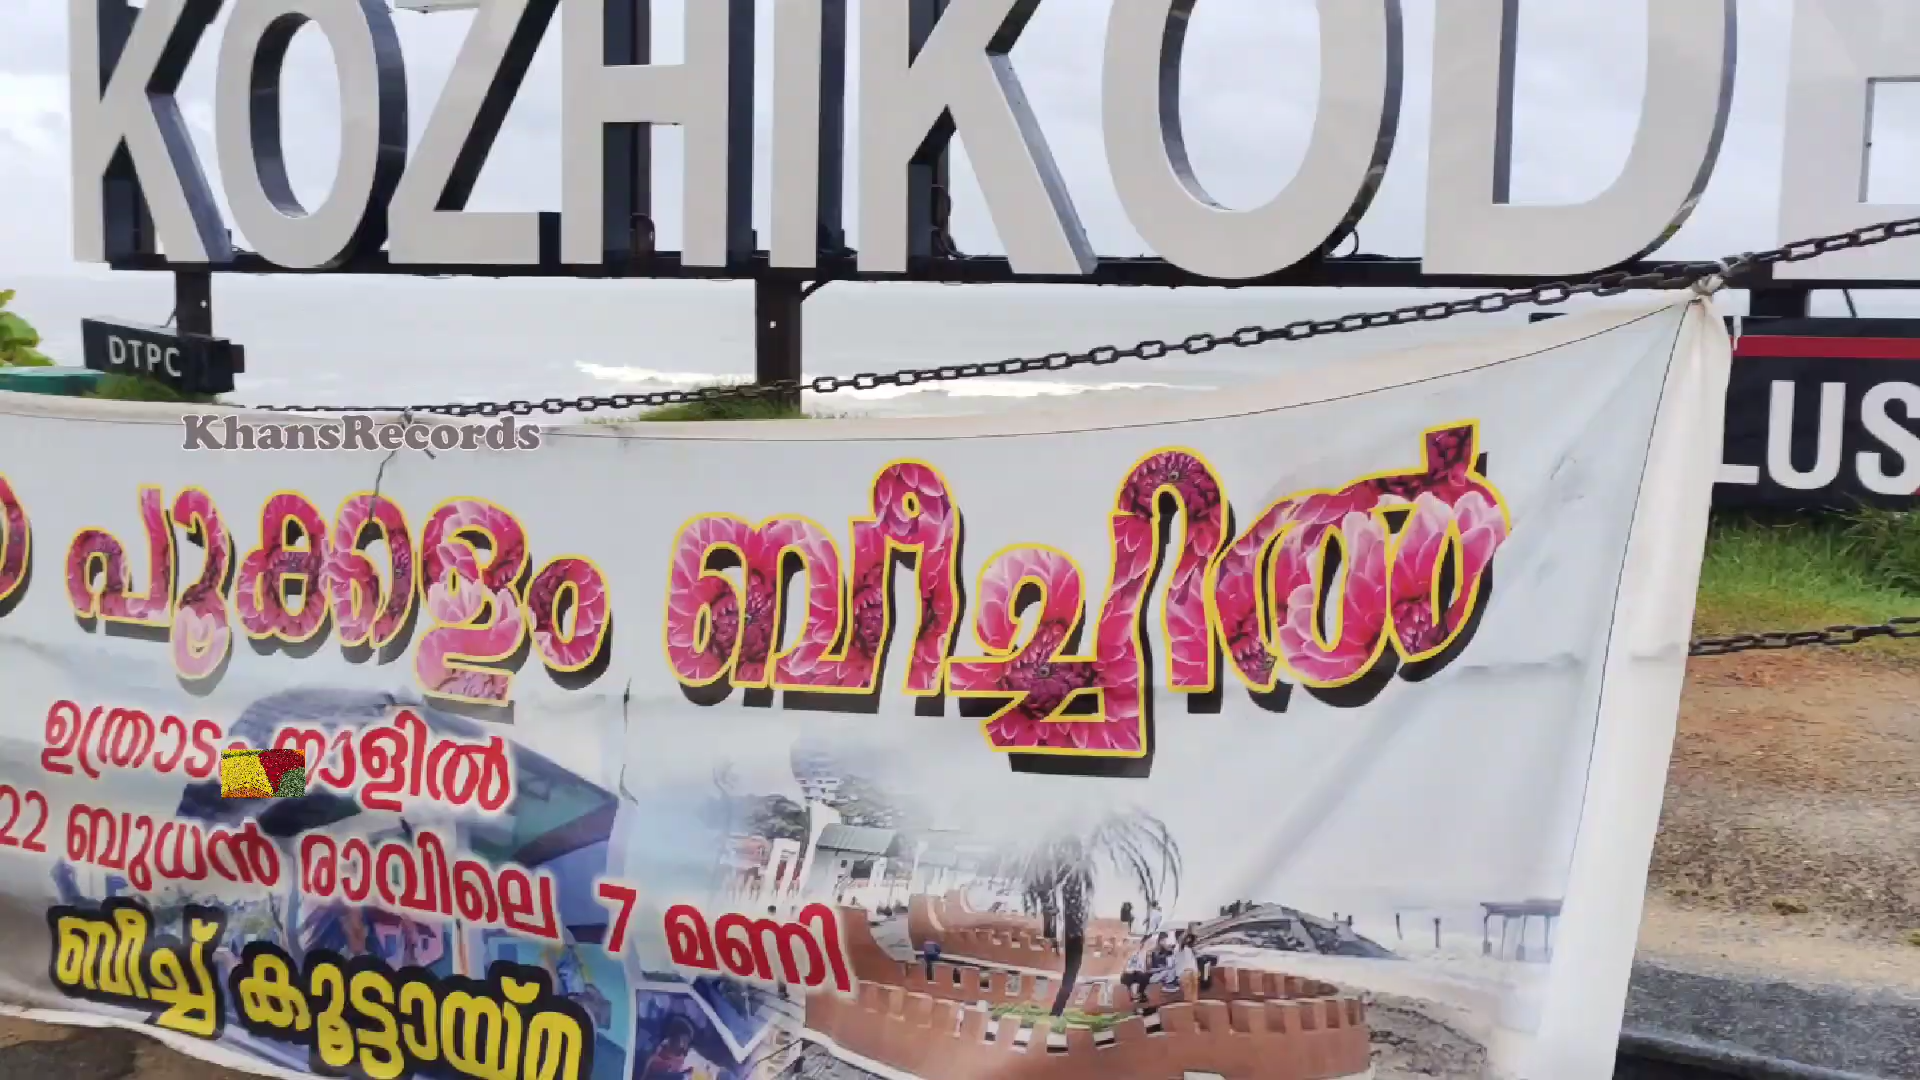 KOZHIKODE
DTPC
LUS
KhansRecords
പൂക്കളം ബീച്ചിൽ
ഉത്രാടം നാളിൽ
22 ബുധൻ രാവിലെ 7 മണി
ബീച്ച് കൂട്ടായ്മ